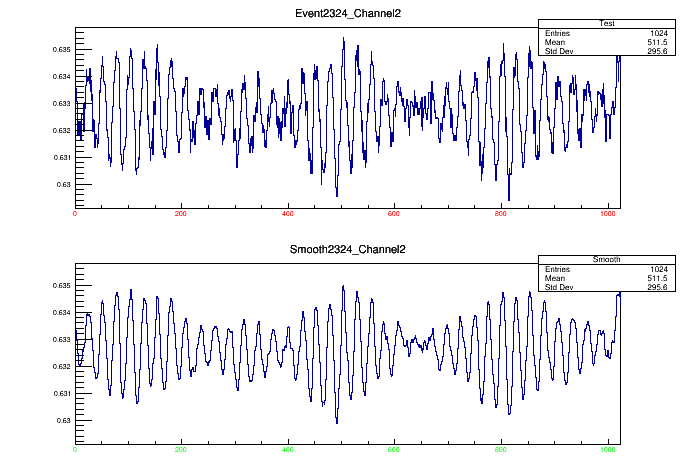 Event2324_Channel2
Test
Entries 1024
Mean 511.5
Std Dev 295.6
0.635
0.634
0.633
0.632
0.631
0.63
0 200 400 600 800 1000
Smooth2324_Channel2
Smooth
Entries 1024
Mean 511.5
Std Dev 295.6
0.635
0.634
0.633
0.632
0.631
0.63
0 200 400 600 800 1000